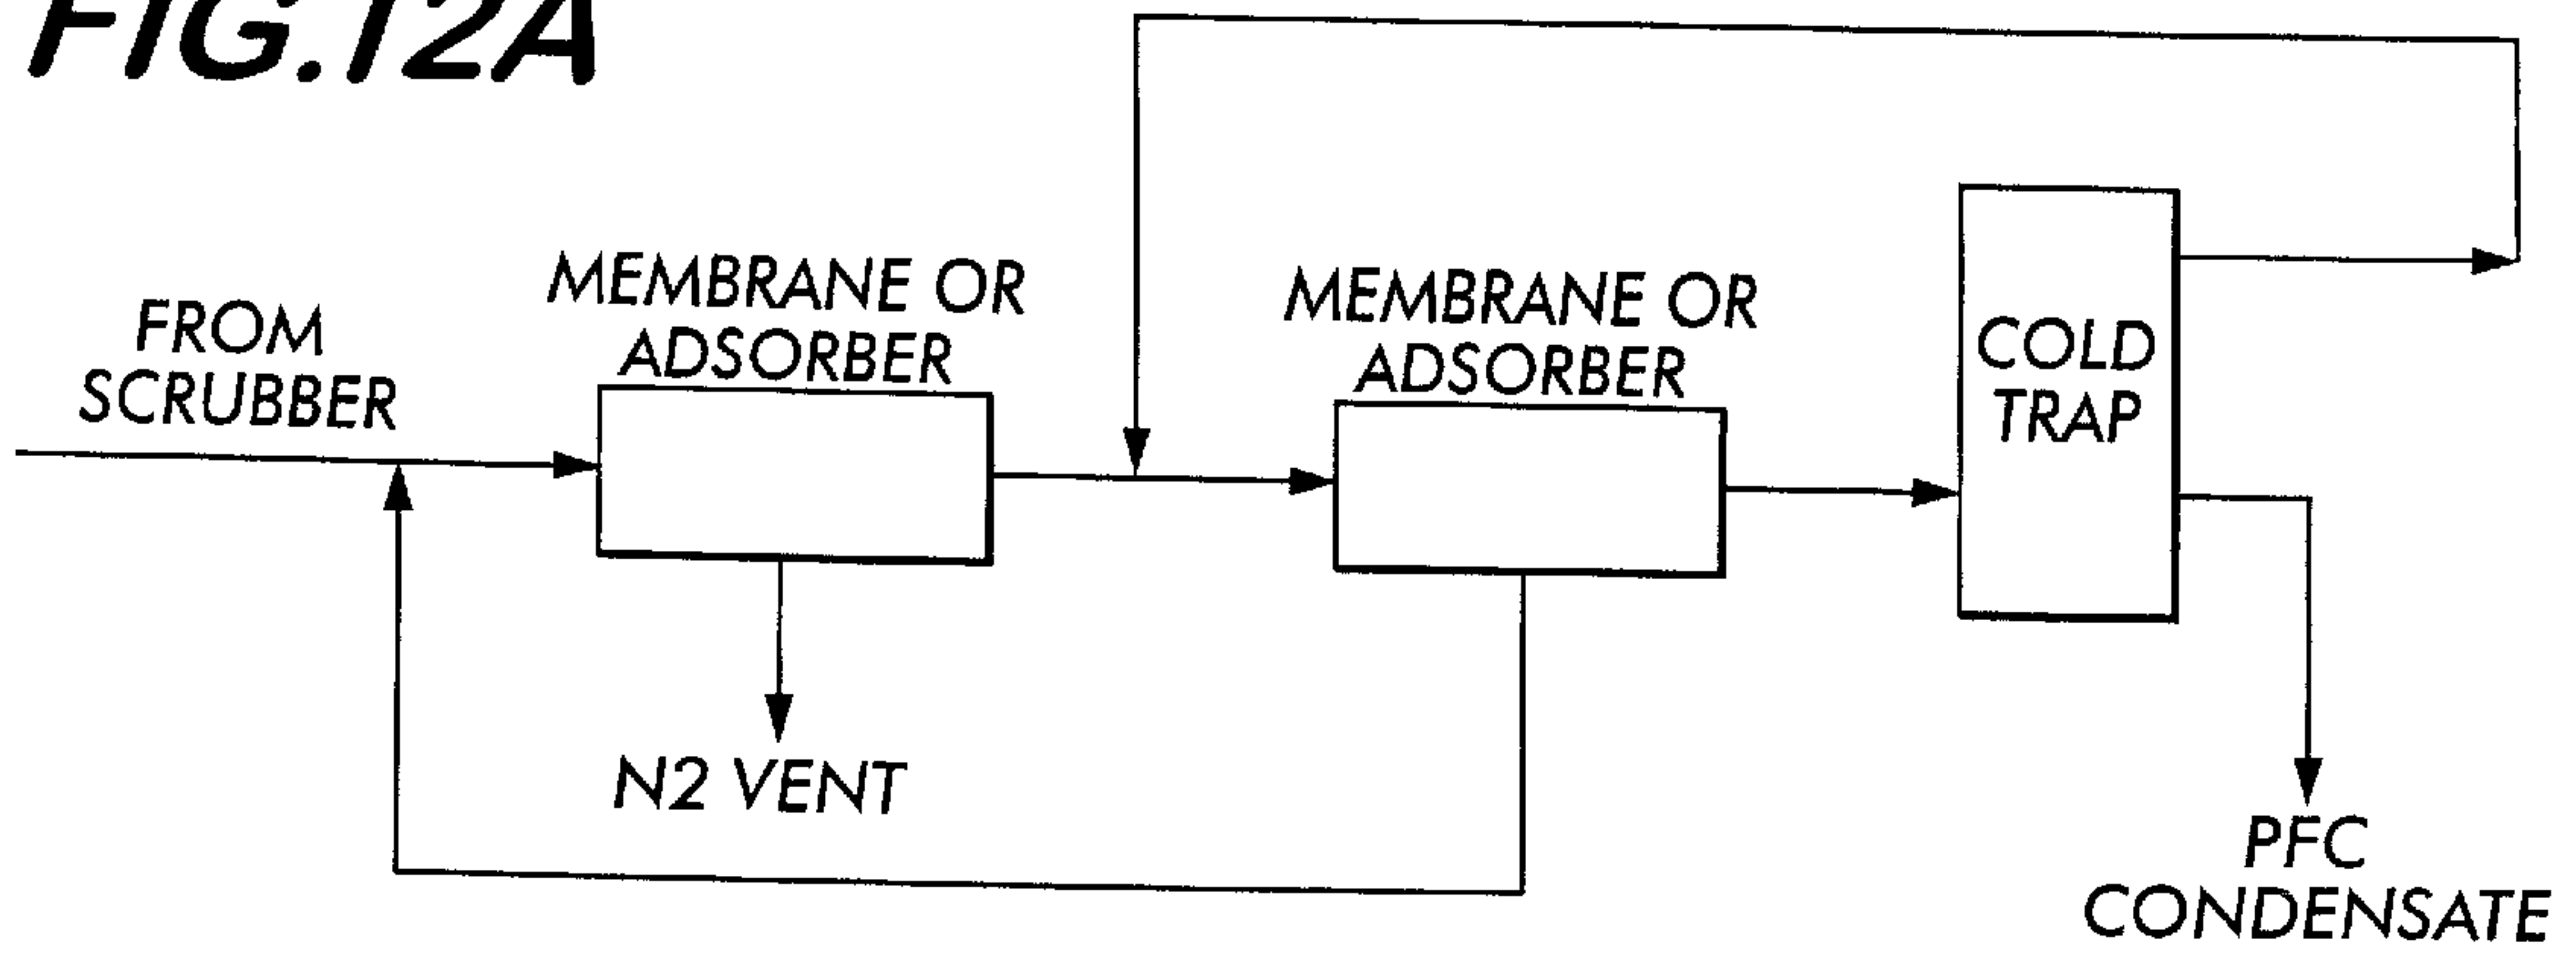 FIG.12A
FROM
SCRUBBER
MEMBRANE OR
ADSORBER
MEMBRANE OR
ADSORBER
COLD
TRAP
N2 VENT
PFC
CONDENSATE